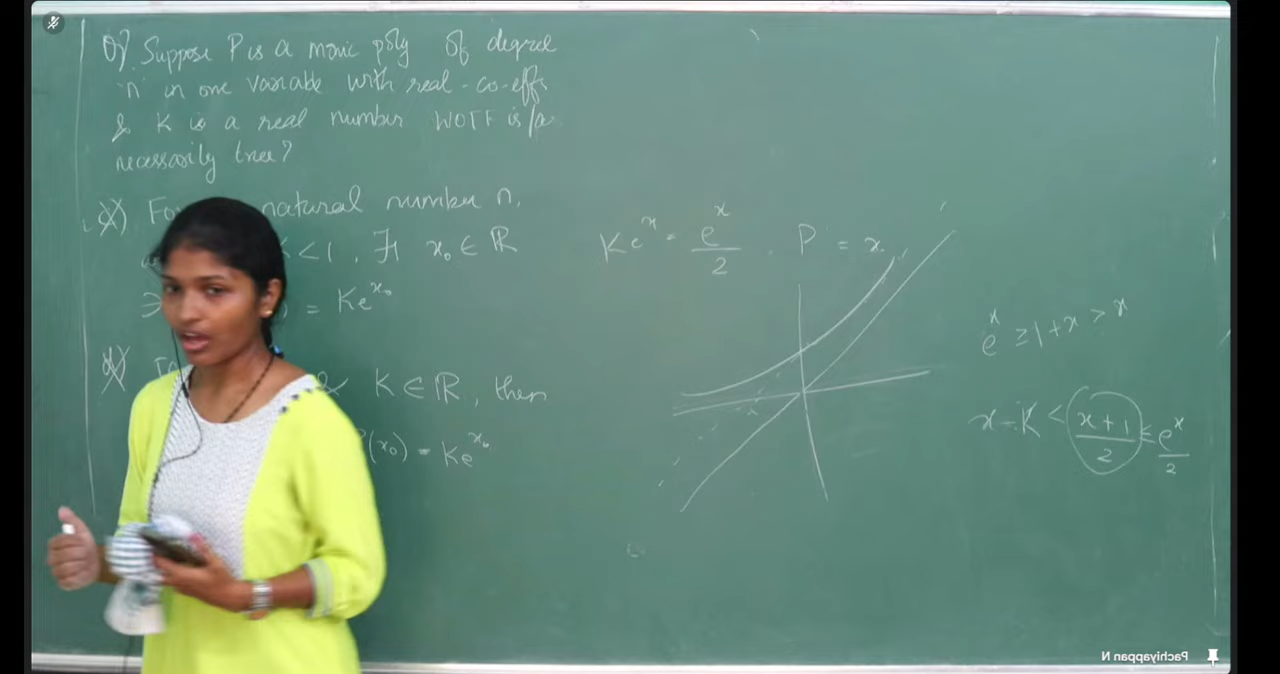 Q) Suppose P is a monic poly of degree
'n' in one variable with real-co-effs
& K is a real number WOTF is/are
necessarily true?
natural number n.
<1, ∃ x₀ ∈ ℝ
∋ = Ke^x₀
& K ∈ ℝ, then
(x₀) = Ke^x₀
Ke^x = e^x/2 . P = x.
e^x ≥ 1+x > x
x-K < (x+1)/2 ≤ e^x/2
Pachiyappan N